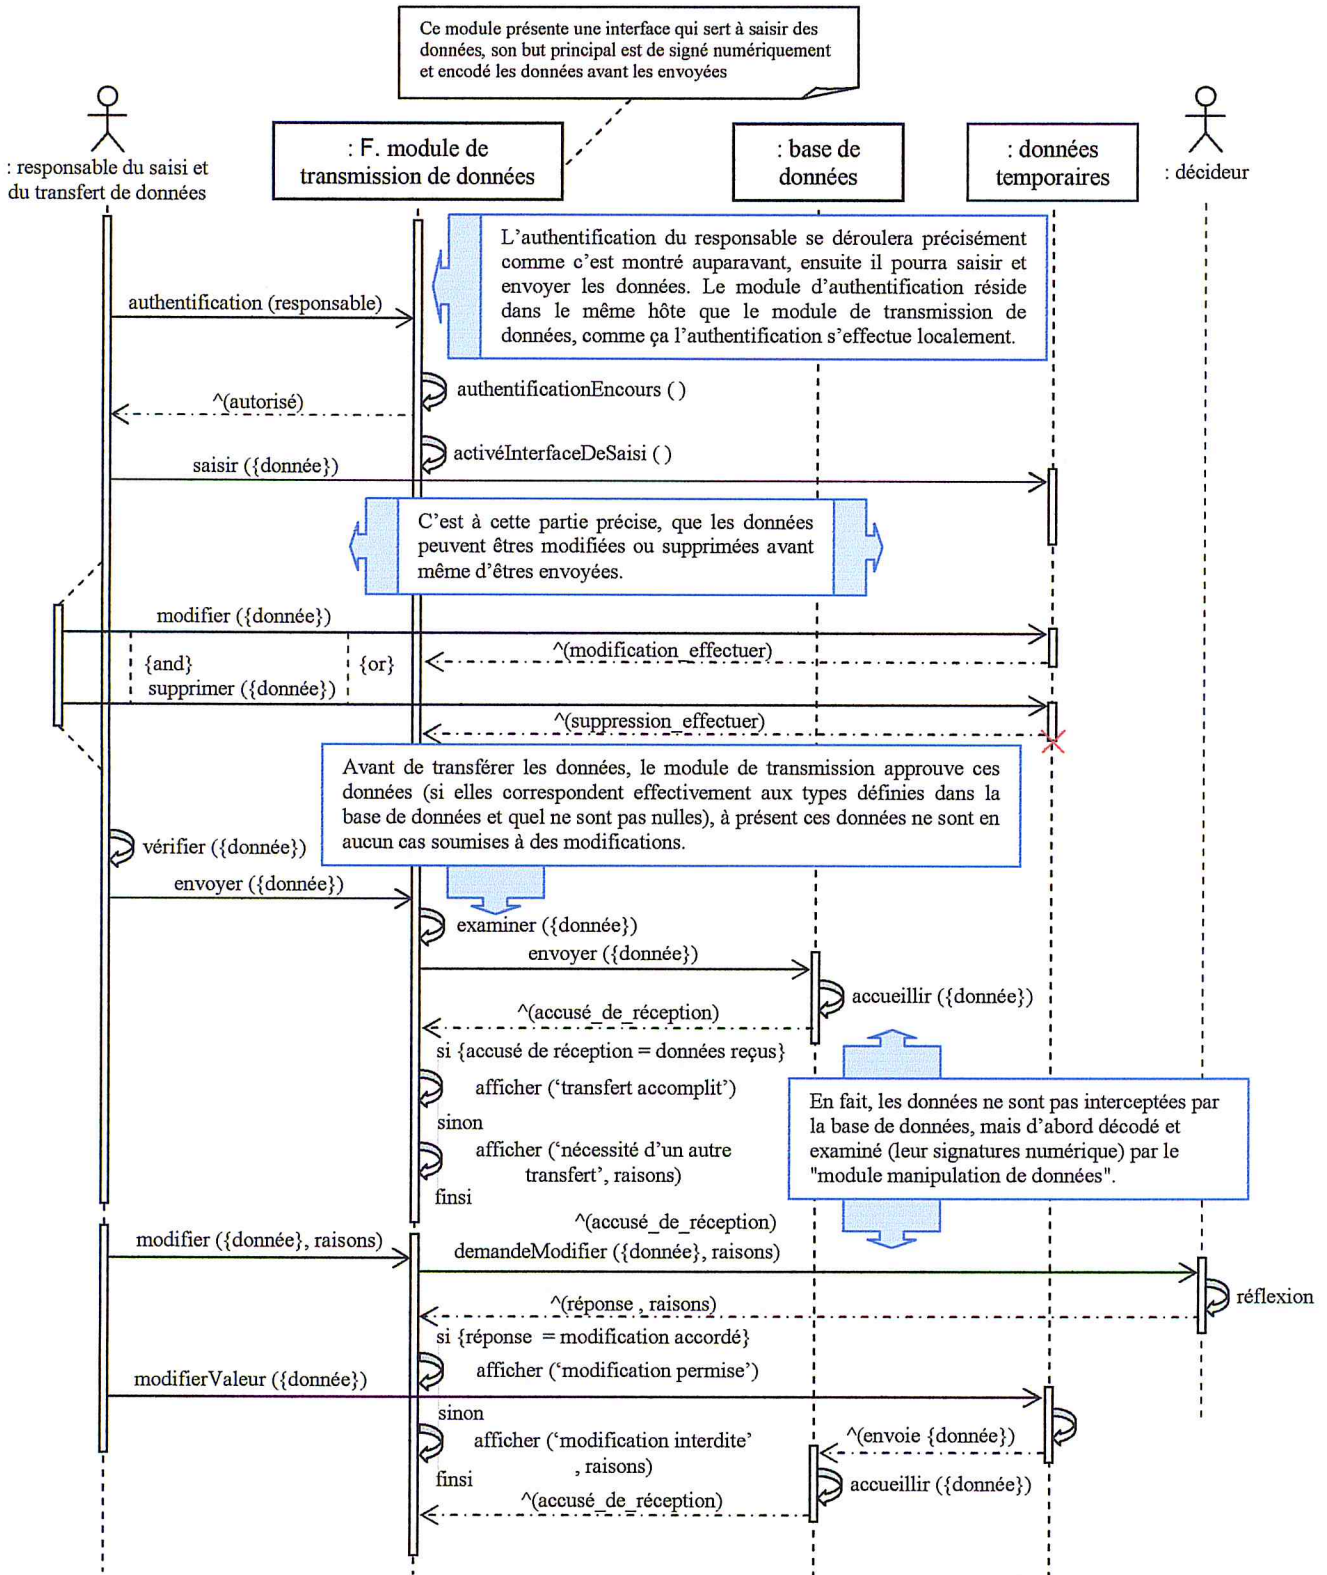 Ce module présente une interface qui sert à saisir des
données, son but principal est de signé numériquement
et encodé les données avant les envoyées
: responsable du saisi et
du transfert de données
: F. module de
transmission de données
: base de
données
: données
temporaires
: décideur
L'authentification du responsable se déroulera précisément
comme c'est montré auparavant, ensuite il pourra saisir et
envoyer les données. Le module d'authentification réside
dans le même hôte que le module de transmission de
données, comme ça l'authentification s'effectue localement.
authentification (responsable)
authentificationEncours ( )
^(autorisé)
activéInterfaceDeSaisi ( )
saisir ({donnée})
C'est à cette partie précise, que les données
peuvent êtres modifiées ou supprimées avant
même d'êtres envoyées.
modifier ({donnée})
^(modification_effectuer)
{and}
{or}
supprimer ({donnée})
^(suppression_effectuer)
Avant de transférer les données, le module de transmission approuve ces
données (si elles correspondent effectivement aux types définies dans la
base de données et quel ne sont pas nulles), à présent ces données ne sont en
aucun cas soumises à des modifications.
vérifier ({donnée})
envoyer ({donnée})
examiner ({donnée})
envoyer ({donnée})
accueillir ({donnée})
^(accusé_de_réception)
si {accusé de réception = données reçus}
afficher (‘transfert accomplit’)
sinon
afficher (‘nécessité d'un autre
transfert’, raisons)
finsi
En fait, les données ne sont pas interceptées par
la base de données, mais d'abord décodé et
examiné (leur signatures numérique) par le
"module manipulation de données".
^(accusé_de_réception)
modifier ({donnée}, raisons)
demandeModifier ({donnée}, raisons)
réflexion
^(réponse , raisons)
si {réponse = modification accordé}
afficher (‘modification permise’)
modifierValeur ({donnée})
sinon
afficher (‘modification interdite’
, raisons)
^(envoie {donnée})
finsi
accueillir ({donnée})
^(accusé_de_réception)